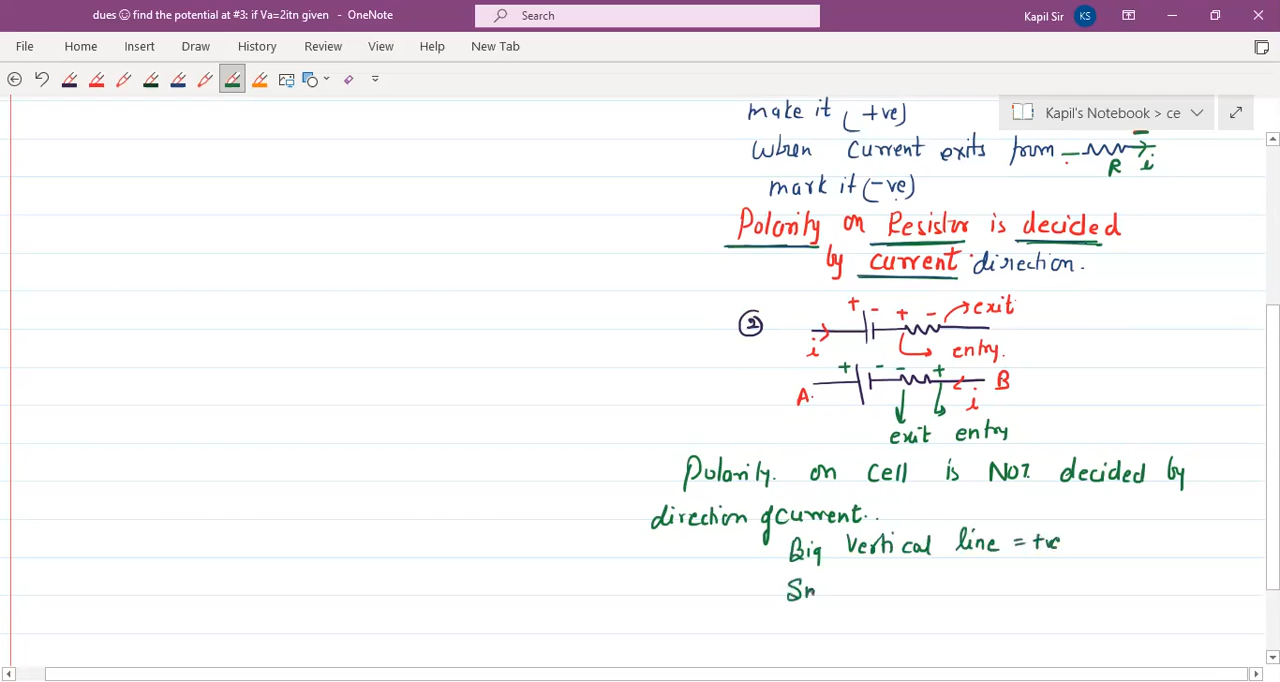 dues ☺ find the potential at #3: if Va=2itn given - OneNote
Search
Kapil Sir KS
File Home Insert Draw History Review View Help New Tab
Kapil's Notebook > ce
make it (+ve)
When current exits from - R i
mark it (-ve)
Polarity on Resistor is decided
by current direction.
② + - + - exit
i entry.
A + - - + B
i
exit entry
Polarity on cell is NOT decided by
direction of current..
Big Vertical line = +ve
Sm